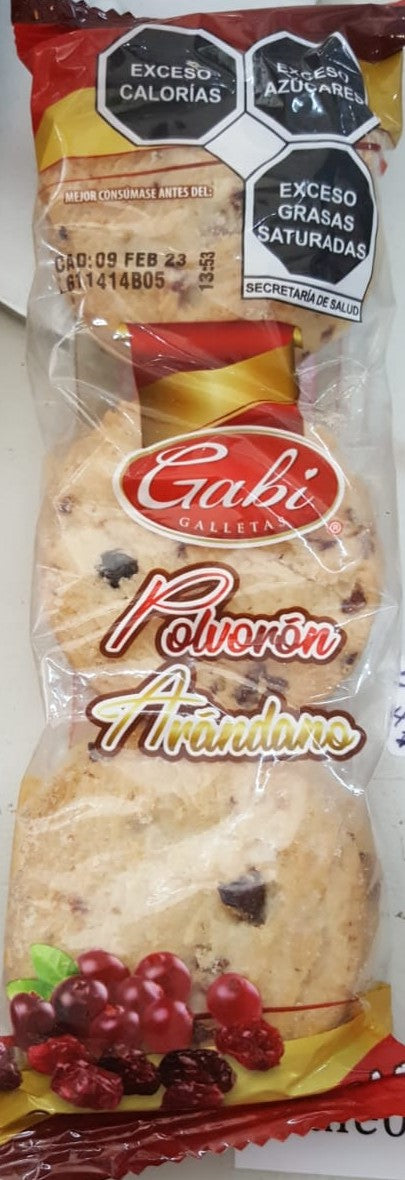 EXCESO
CALORÍAS
EXCESO
AZÚCARES
EXCESO
GRASAS
SATURADAS
SECRETARÍA DE SALUD
MEJOR CONSÚMASE ANTES DEL:
CAD: 09 FEB 23 13:53
L611414B05
Gabi
GALLETAS ®
Polvorón
Arándano